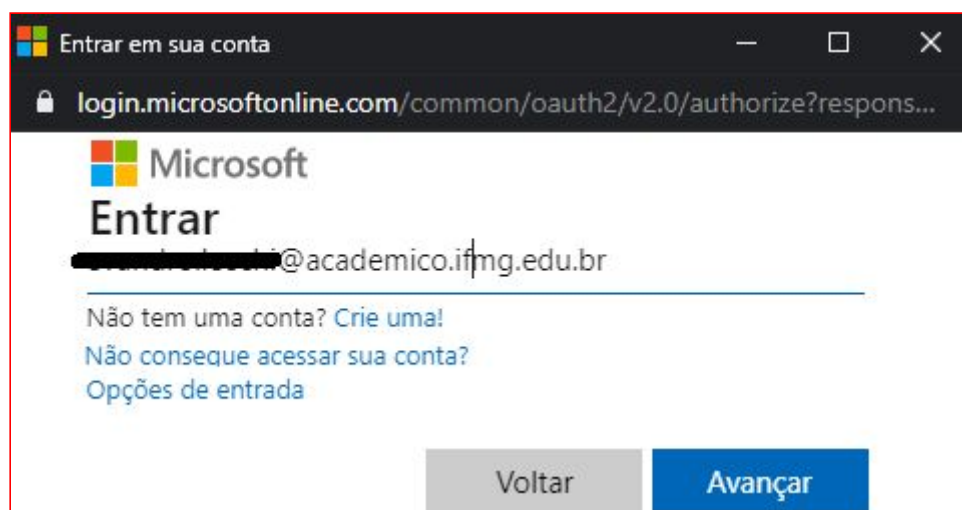 Entrar em sua conta
login.microsoftonline.com/common/oauth2/v2.0/authorize?respons...
Microsoft
Entrar
@academico.ifmg.edu.br
Não tem uma conta? Crie uma!
Não consegue acessar sua conta?
Opções de entrada
Voltar
Avançar